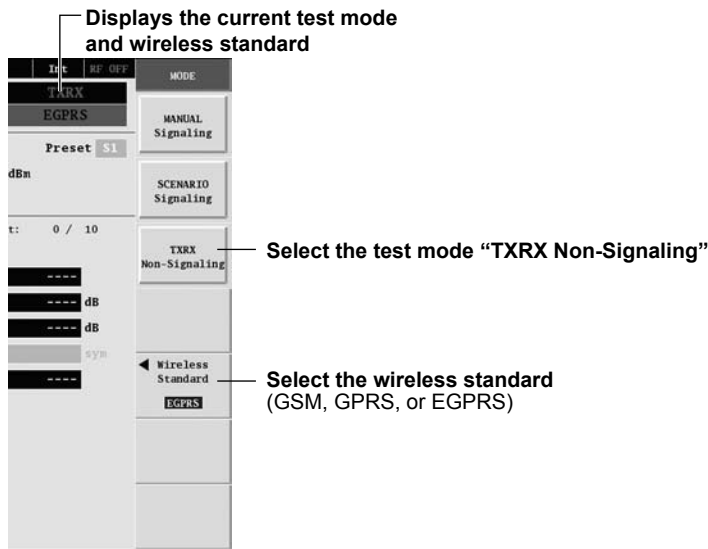 Displays the current test mode
and wireless standard
Int RF OFF
TXRX
EGPRS
Preset S1
dBm
t: 0 / 10
----
---- dB
---- dB
sym
----
MODE
MANUAL
Signaling
SCENARIO
Signaling
TXRX
Non-Signaling
Select the test mode “TXRX Non-Signaling”
◀ Wireless
Standard
EGPRS
Select the wireless standard
(GSM, GPRS, or EGPRS)